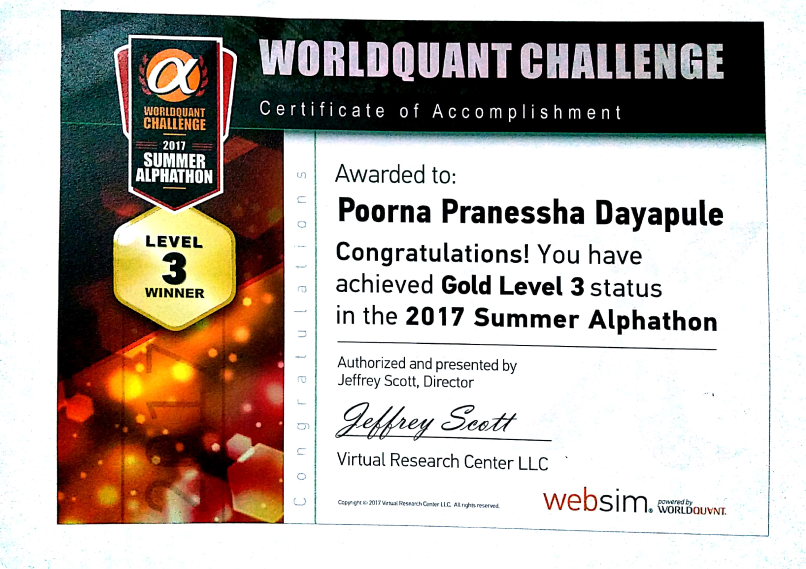 WORLDQUANT CHALLENGE
Certificate of Accomplishment
α
WORLDQUANT
CHALLENGE
2017
SUMMER
ALPHATHON
LEVEL
3
WINNER
2017
Congratulations
Awarded to:
Poorna Pranessha Dayapule
Congratulations! You have
achieved Gold Level 3 status
in the 2017 Summer Alphathon
Authorized and presented by
Jeffrey Scott, Director
Jeffrey Scott
Virtual Research Center LLC
Copyright © 2017 Virtual Research Center LLC. All rights reserved.
websim. powered by
WORLDQUVNT.